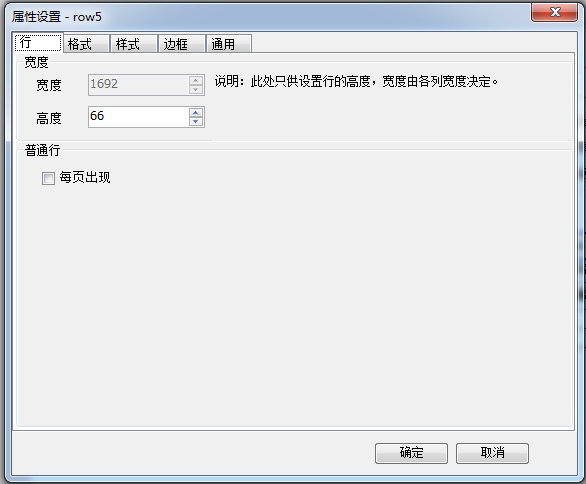 属性设置 - row5
行 格式 样式 边框 通用
宽度
宽度 1692 说明：此处只供设置行的高度，宽度由各列宽度决定。
高度 66
普通行
每页出现
确定 取消